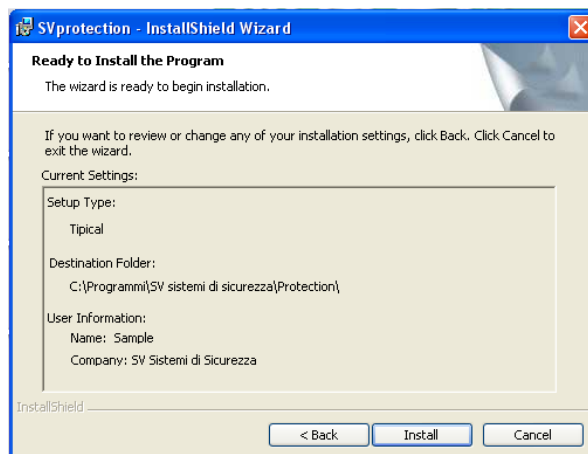 SVprotection - InstallShield Wizard
Ready to Install the Program
The wizard is ready to begin installation.
If you want to review or change any of your installation settings, click Back. Click Cancel to
exit the wizard.
Current Settings:
Setup Type:
Tipical
Destination Folder:
C:\Programmi\SV sistemi di sicurezza\Protection\
User Information:
Name: Sample
Company: SV Sistemi di Sicurezza
InstallShield
< Back
Install
Cancel